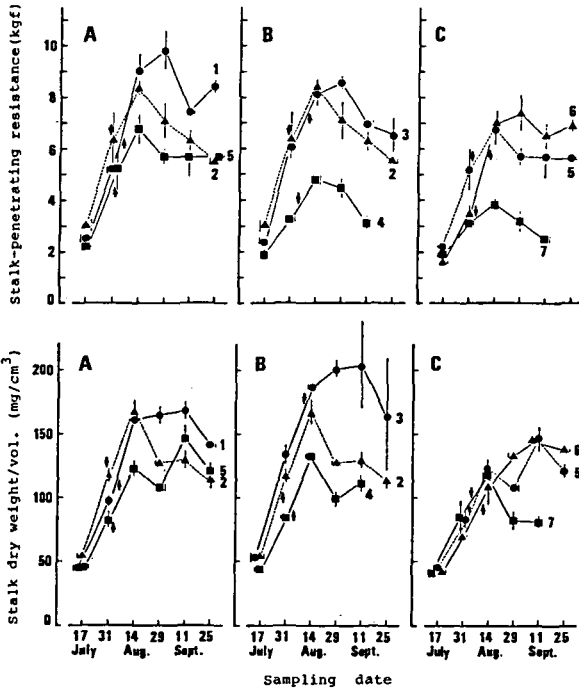 Stalk-penetrating resistance(kgf)
10
8
6
4
2
0
A
1
5
2
B
3
2
4
C
6
5
7
Stalk dry weight/vol. (mg/cm³)
200
150
100
50
0
A
1
5
2
B
3
2
4
C
6
5
7
17 31 14 29 11 25
July Aug. Sept.
17 31 14 29 11 25
July Aug. Sept.
17 31 14 29 11 25
July Aug. Sept.
Sampling date